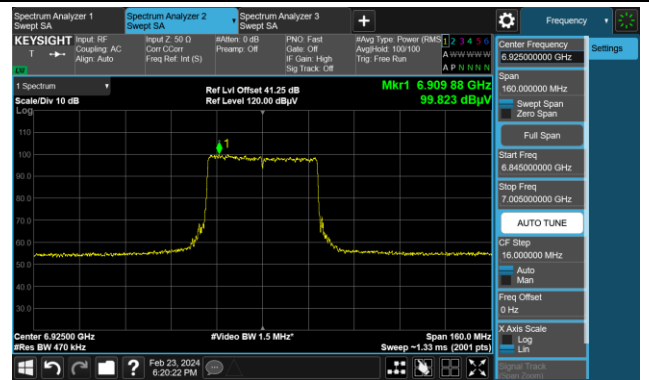 Spectrum Analyzer 1
Swept SA
Spectrum Analyzer 2
Swept SA
Spectrum Analyzer 3
Swept SA
Frequency
KEYSIGHT
Input: RF
Coupling: AC
Align: Auto
Input Z: 50 Ω
Corr CCorr
Freq Ref: Int (S)
#Atten: 0 dB
Preamp: Off
PNO: Fast
Gate: Off
IF Gain: High
Sig Track: Off
#Avg Type: Power (RMS)
Avg|Hold: 100/100
Trig: Free Run
1 2 3 4 5 6
A W W W W W
A P N N N N
T
LW
1 Spectrum
Scale/Div 10 dB
Log
Ref Lvl Offset 41.25 dB
Ref Level 120.00 dBµV
Mkr1 6.909 88 GHz
99.823 dBµV
110
100
90.0
80.0
70.0
60.0
50.0
40.0
30.0
1
Center 6.92500 GHz
#Res BW 470 kHz
#Video BW 1.5 MHz*
Span 160.0 MHz
Sweep ~1.33 ms (2001 pts)
Center Frequency
6.925000000 GHz
Settings
Span
160.000000 MHz
Swept Span
Zero Span
Full Span
Start Freq
6.845000000 GHz
Stop Freq
7.005000000 GHz
AUTO TUNE
CF Step
16.000000 MHz
Auto
Man
Freq Offset
0 Hz
X Axis Scale
Log
Lin
Signal Track
(Span Zoom)
?
Feb 23, 2024
6:20:22 PM